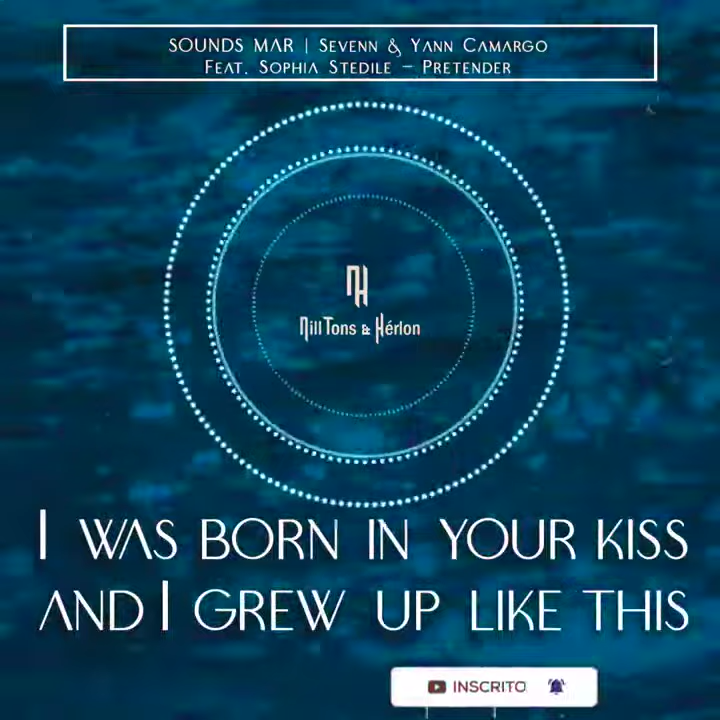 SOUNDS MAR | SEVENN & YANN CAMARGO
FEAT. SOPHIA STEDILE – PRETENDER
NH
Nill Tons & Hérlon
I WAS BORN IN YOUR KISS
AND I GREW UP LIKE THIS
INSCRITO